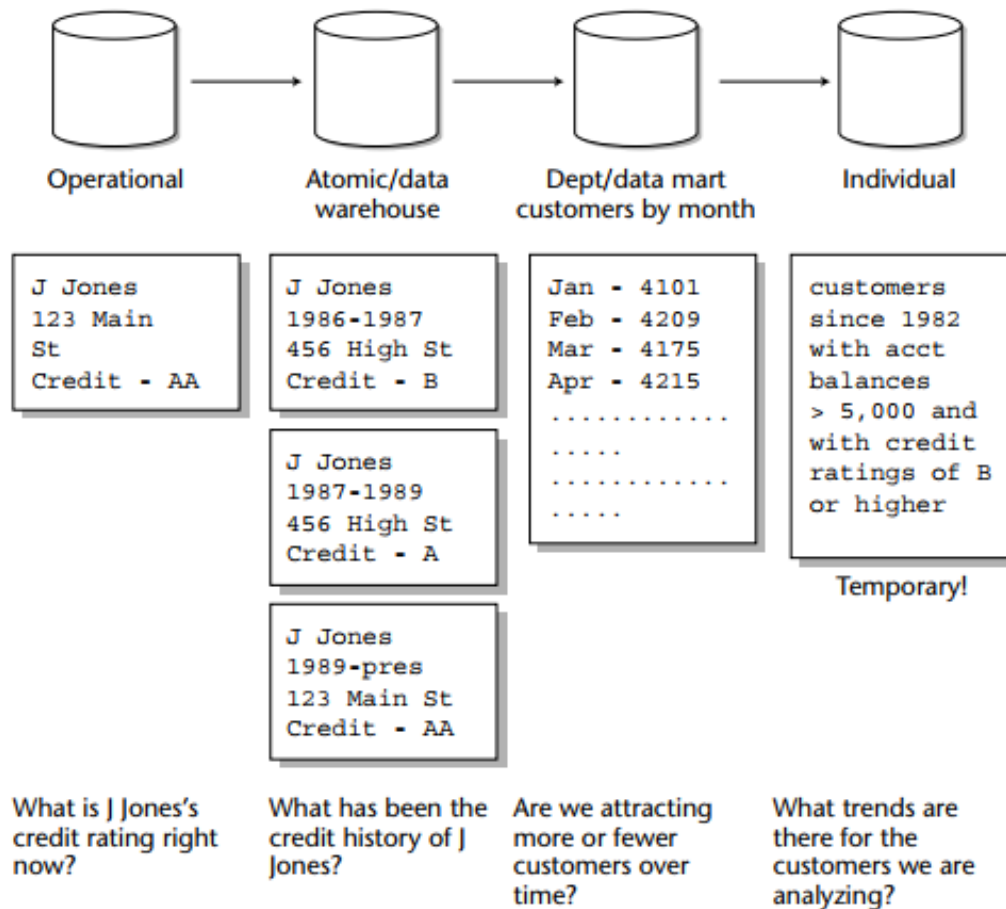 Operational
Atomic/data
warehouse
Dept/data mart
customers by month
Individual
J Jones
123 Main
St
Credit - AA
J Jones
1986-1987
456 High St
Credit - B
J Jones
1987-1989
456 High St
Credit - A
J Jones
1989-pres
123 Main St
Credit - AA
Jan - 4101
Feb - 4209
Mar - 4175
Apr - 4215
............
.....
............
.....
customers
since 1982
with acct
balances
> 5,000 and
with credit
ratings of B
or higher
Temporary!
What is J Jones's
credit rating right
now?
What has been the
credit history of J
Jones?
Are we attracting
more or fewer
customers over
time?
What trends are
there for the
customers we are
analyzing?